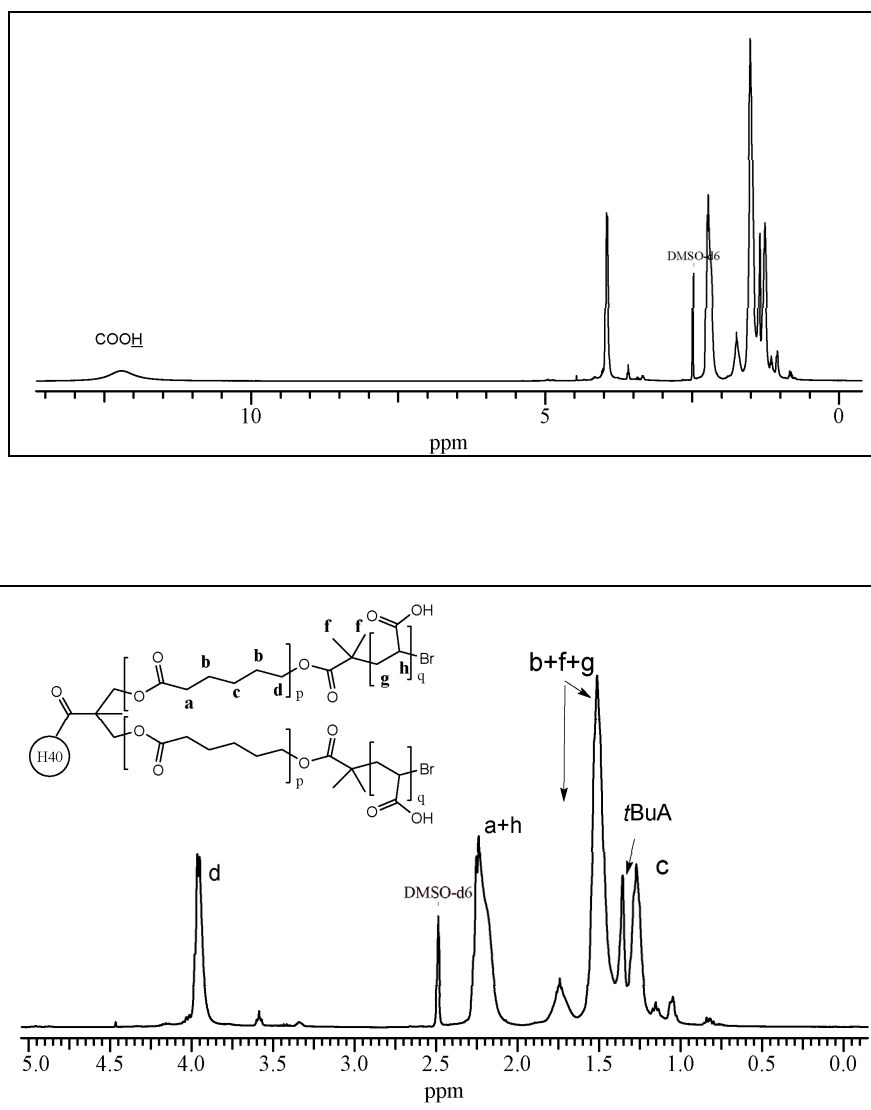 DMSO-d6
COOH
10 5 0
ppm
O OH
f f
O b b O Br
h q
O a c d p O g
O O
H40 O O Br
O p O q
O OH
b+f+g
tBuA
a+h
c
d
DMSO-d6
5.0 4.5 4.0 3.5 3.0 2.5 2.0 1.5 1.0 0.5 0.0
ppm